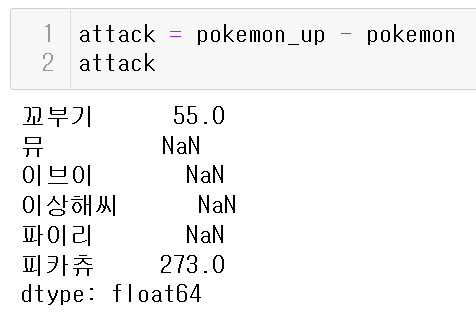 1 attack = pokemon_up - pokemon
2 attack
꼬부기 55.0
뮤 NaN
이브이 NaN
이상해씨 NaN
파이리 NaN
피카츄 273.0
dtype: float64